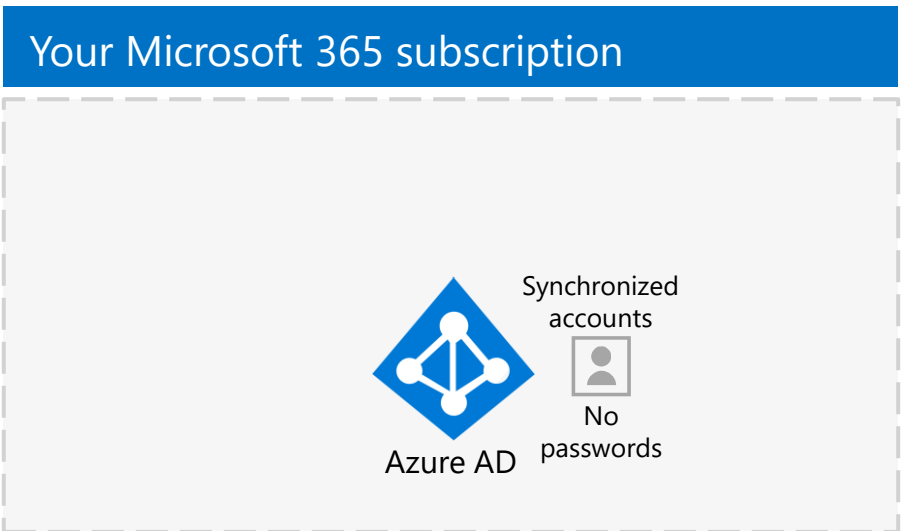 Your Microsoft 365 subscription
Synchronized
accounts
No
passwords
Azure AD